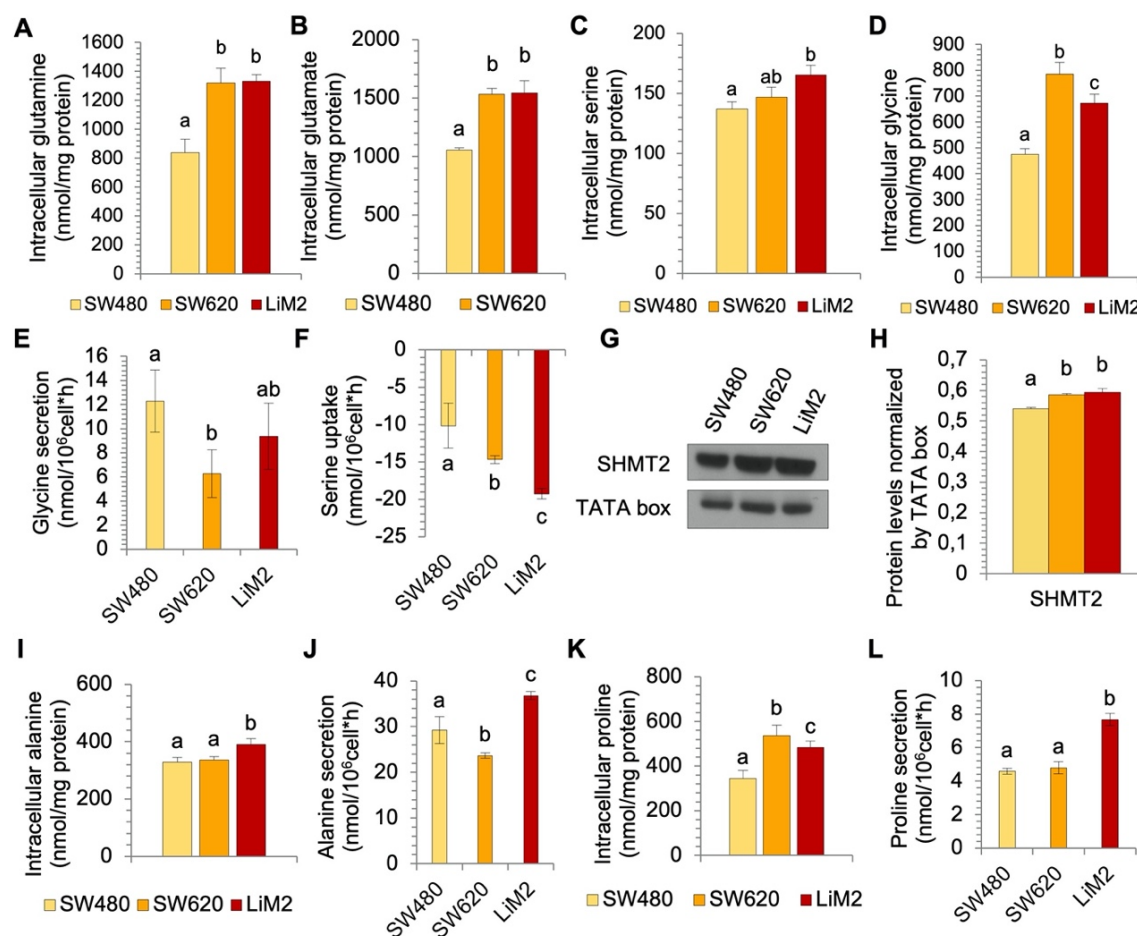 A
Intracellular glutamine
(nmol/mg protein)
1600
1400
1200
1000
800
600
400
200
0
a
b
b
SW480 SW620 LiM2
B
Intracellular glutamate
(nmol/mg protein)
2000
1500
1000
500
0
a
b
b
SW480 SW620
C
Intracellular serine
(nmol/mg protein)
200
150
100
50
0
a
ab
b
SW480 SW620 LiM2
D
Intracellular glycine
(nmol/mg protein)
900
800
700
600
500
400
300
200
100
0
a
b
c
SW480 SW620 LiM2
E
Glycine secretion
(nmol/10⁶cell*h)
16
14
12
10
8
6
4
2
0
a
b
ab
SW480
SW620
LiM2
F
Serine uptake
(nmol/10⁶cell*h)
0
-5
-10
-15
-20
-25
a
b
c
SW480
SW620
LiM2
G
SW480
SW620
LiM2
SHMT2
TATA box
H
Protein levels normalized
by TATA box
0,7
0,6
0,5
0,4
0,3
0,2
0,1
0
a
b
b
SHMT2
I
Intracellular alanine
(nmol/mg protein)
600
400
200
0
a
a
b
SW480 SW620 LiM2
J
Alanine secretion
(nmol/10⁶cell*h)
40
30
20
10
0
a
b
c
SW480
SW620
LiM2
K
Intracellular proline
(nmol/mg protein)
800
600
400
200
0
a
b
c
SW480 SW620 LiM2
L
Proline secretion
(nmol/10⁶cell*h)
10
8
6
4
2
0
a
a
b
SW480
SW620
LiM2